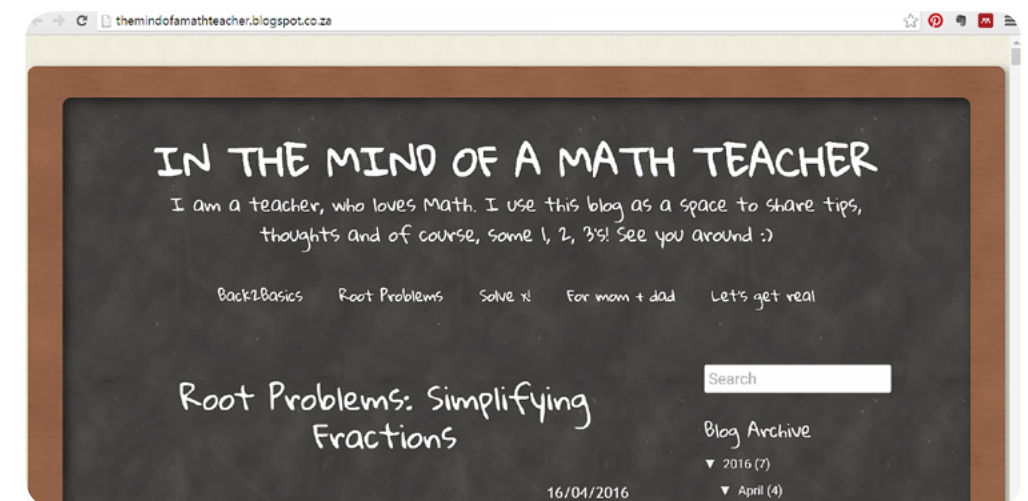 themindofamathteacher.blogspot.co.za
IN THE MIND OF A MATH TEACHER
I am a teacher, who loves Math. I use this blog as a space to share tips,
thoughts and of course, some 1, 2, 3's! See you around :)
Back2Basics Root Problems Solve x! For mom + dad Let's get real
Root Problems: Simplifying
Fractions
16/04/2016
Search
Blog Archive
▼ 2016 (7)
▼ April (4)